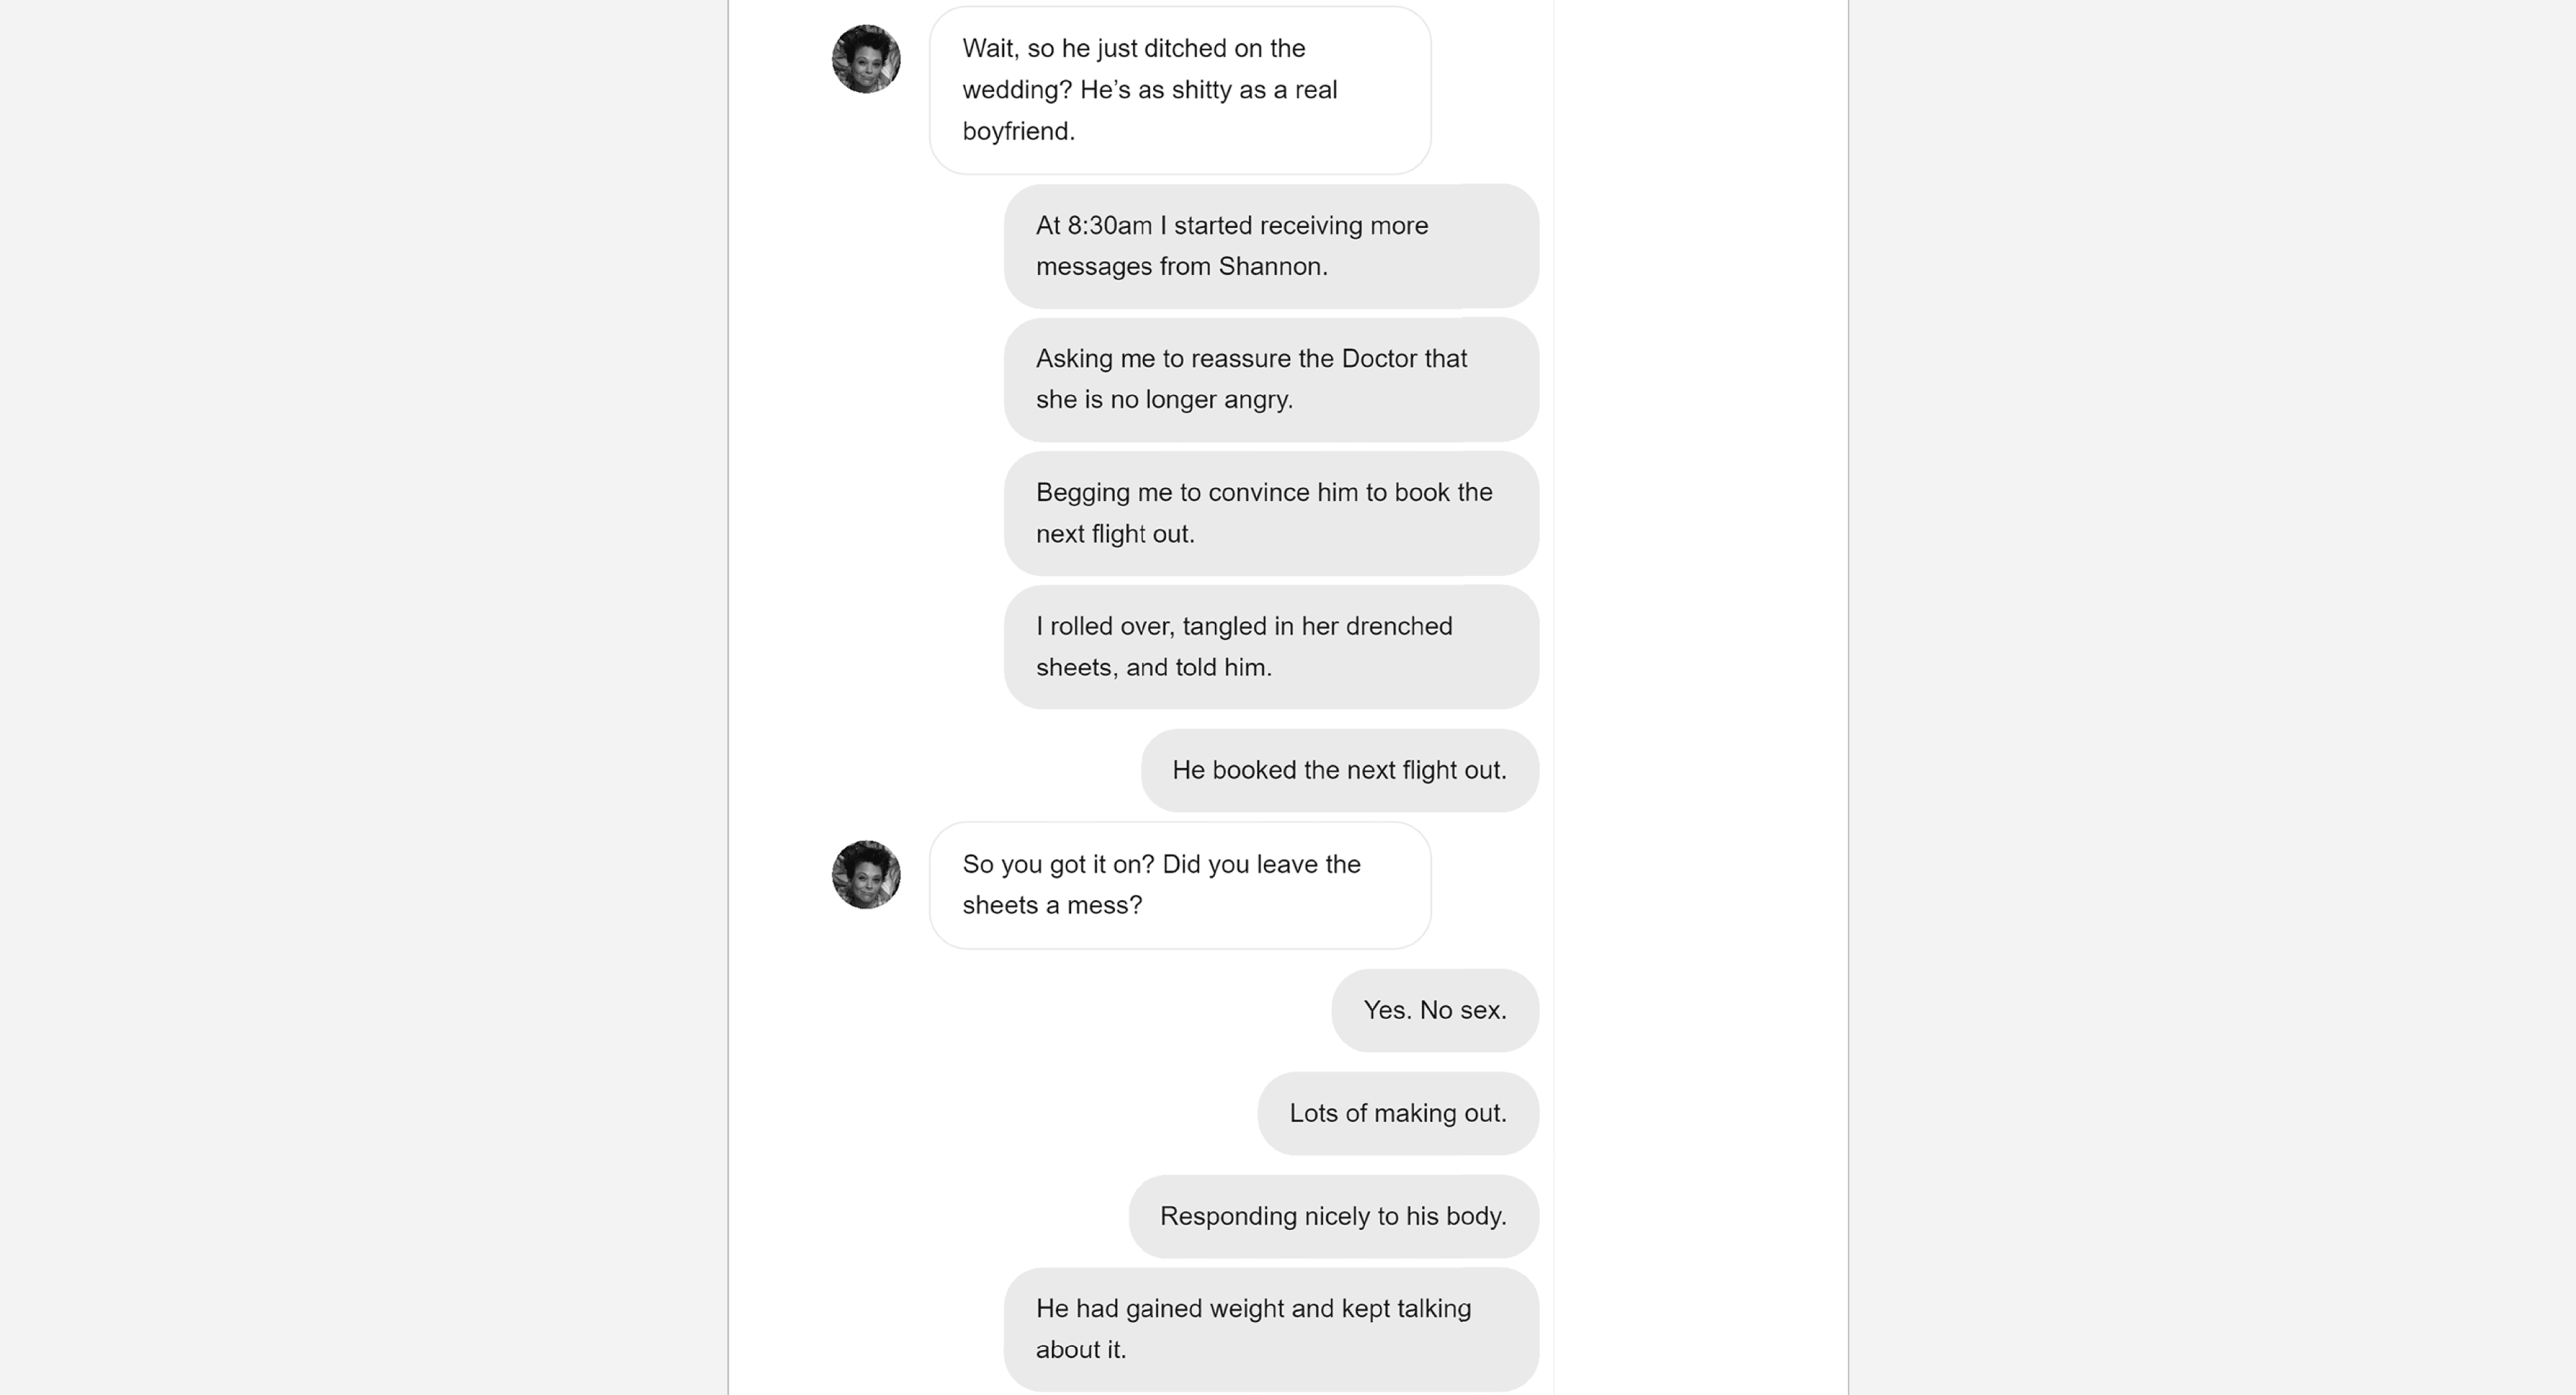 Wait, so he just ditched on the
wedding? He’s as shitty as a real
boyfriend.
At 8:30am I started receiving more
messages from Shannon.
Asking me to reassure the Doctor that
she is no longer angry.
Begging me to convince him to book the
next flight out.
I rolled over, tangled in her drenched
sheets, and told him.
He booked the next flight out.
So you got it on? Did you leave the
sheets a mess?
Yes. No sex.
Lots of making out.
Responding nicely to his body.
He had gained weight and kept talking
about it.